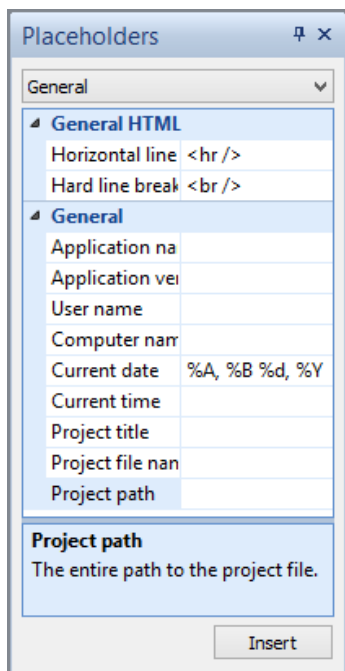 Placeholders
General
General HTML
Horizontal line <hr />
Hard line break <br />
General
Application na
Application ver
User name
Computer nam
Current date %A, %B %d, %Y
Current time
Project title
Project file nan
Project path
Project path
The entire path to the project file.
Insert